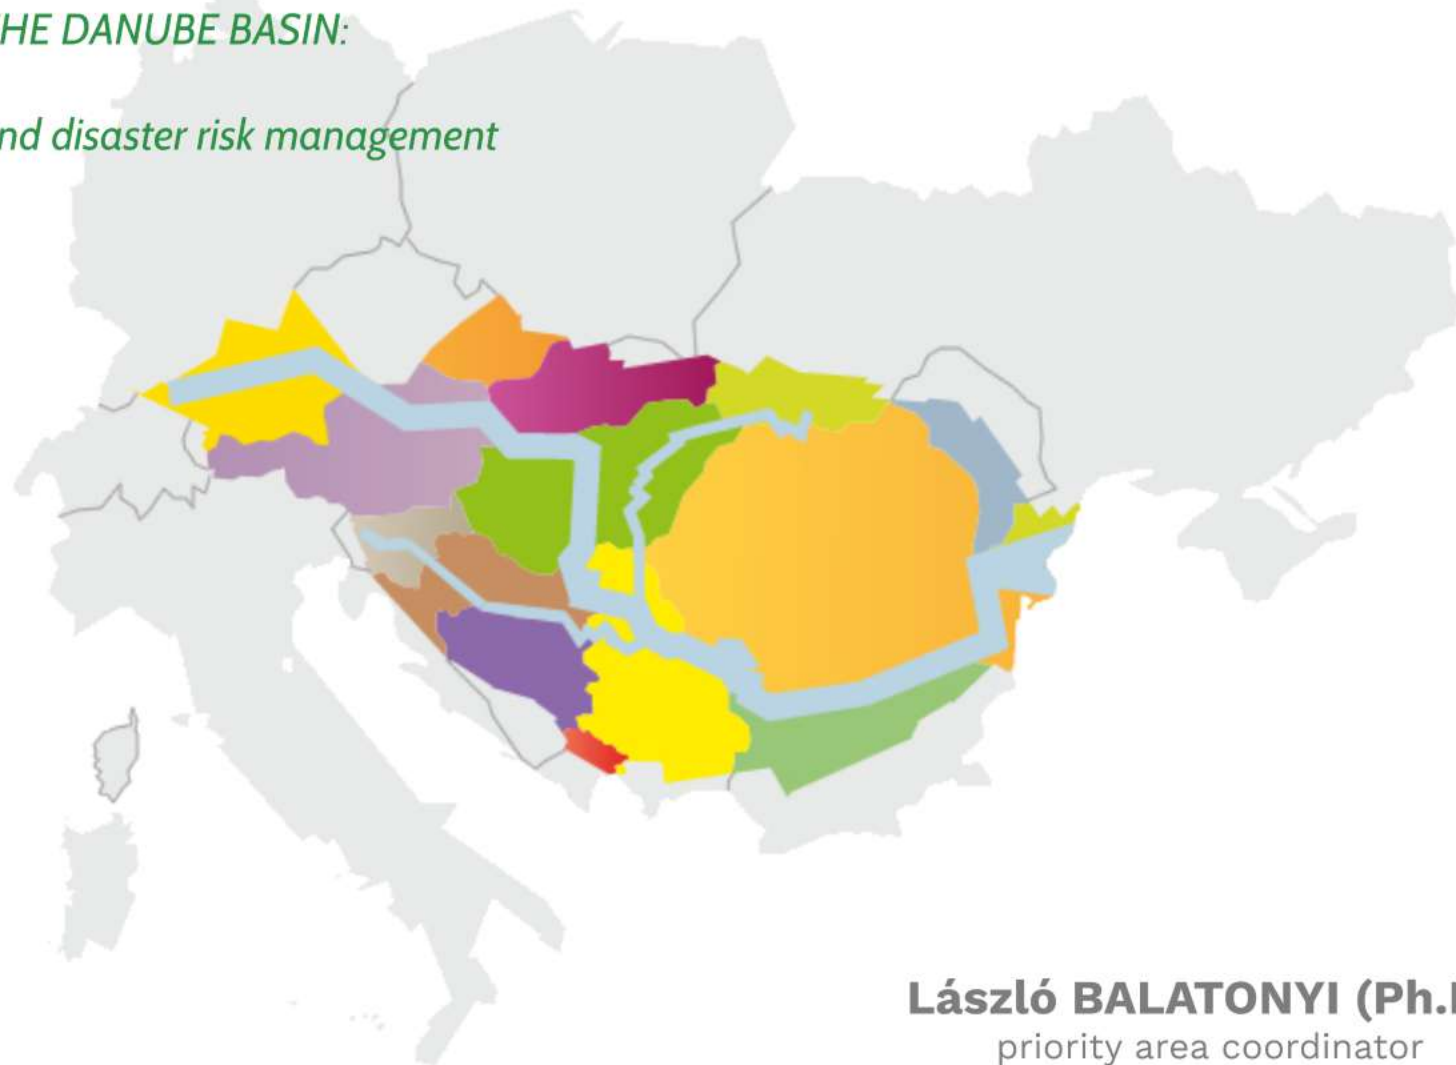 HE DANUBE BASIN:
nd disaster risk management
László BALATONYI (Ph.
priority area coordinator